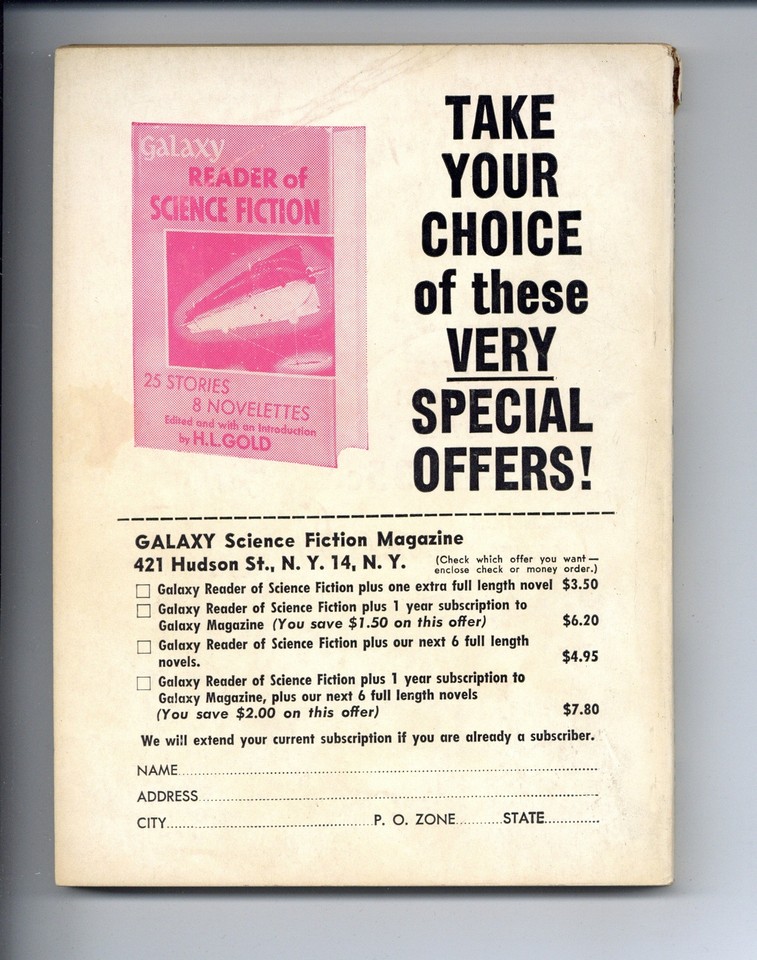 Galaxy
READER of
SCIENCE FICTION
25 STORIES
8 NOVELETTES
Edited and with an Introduction
by H.L.GOLD
TAKE
YOUR
CHOICE
of these
VERY
SPECIAL
OFFERS!
GALAXY Science Fiction Magazine
421 Hudson St., N. Y. 14, N. Y.
(Check which offer you want—
enclose check or money order.)
Galaxy Reader of Science Fiction plus one extra full length novel $3.50
Galaxy Reader of Science Fiction plus 1 year subscription to
Galaxy Magazine (You save $1.50 on this offer) $6.20
Galaxy Reader of Science Fiction plus our next 6 full length
novels. $4.95
Galaxy Reader of Science Fiction plus 1 year subscription to
Galaxy Magazine, plus our next 6 full length novels
(You save $2.00 on this offer) $7.80
We will extend your current subscription if you are already a subscriber.
NAME
ADDRESS
CITY P. O. ZONE STATE